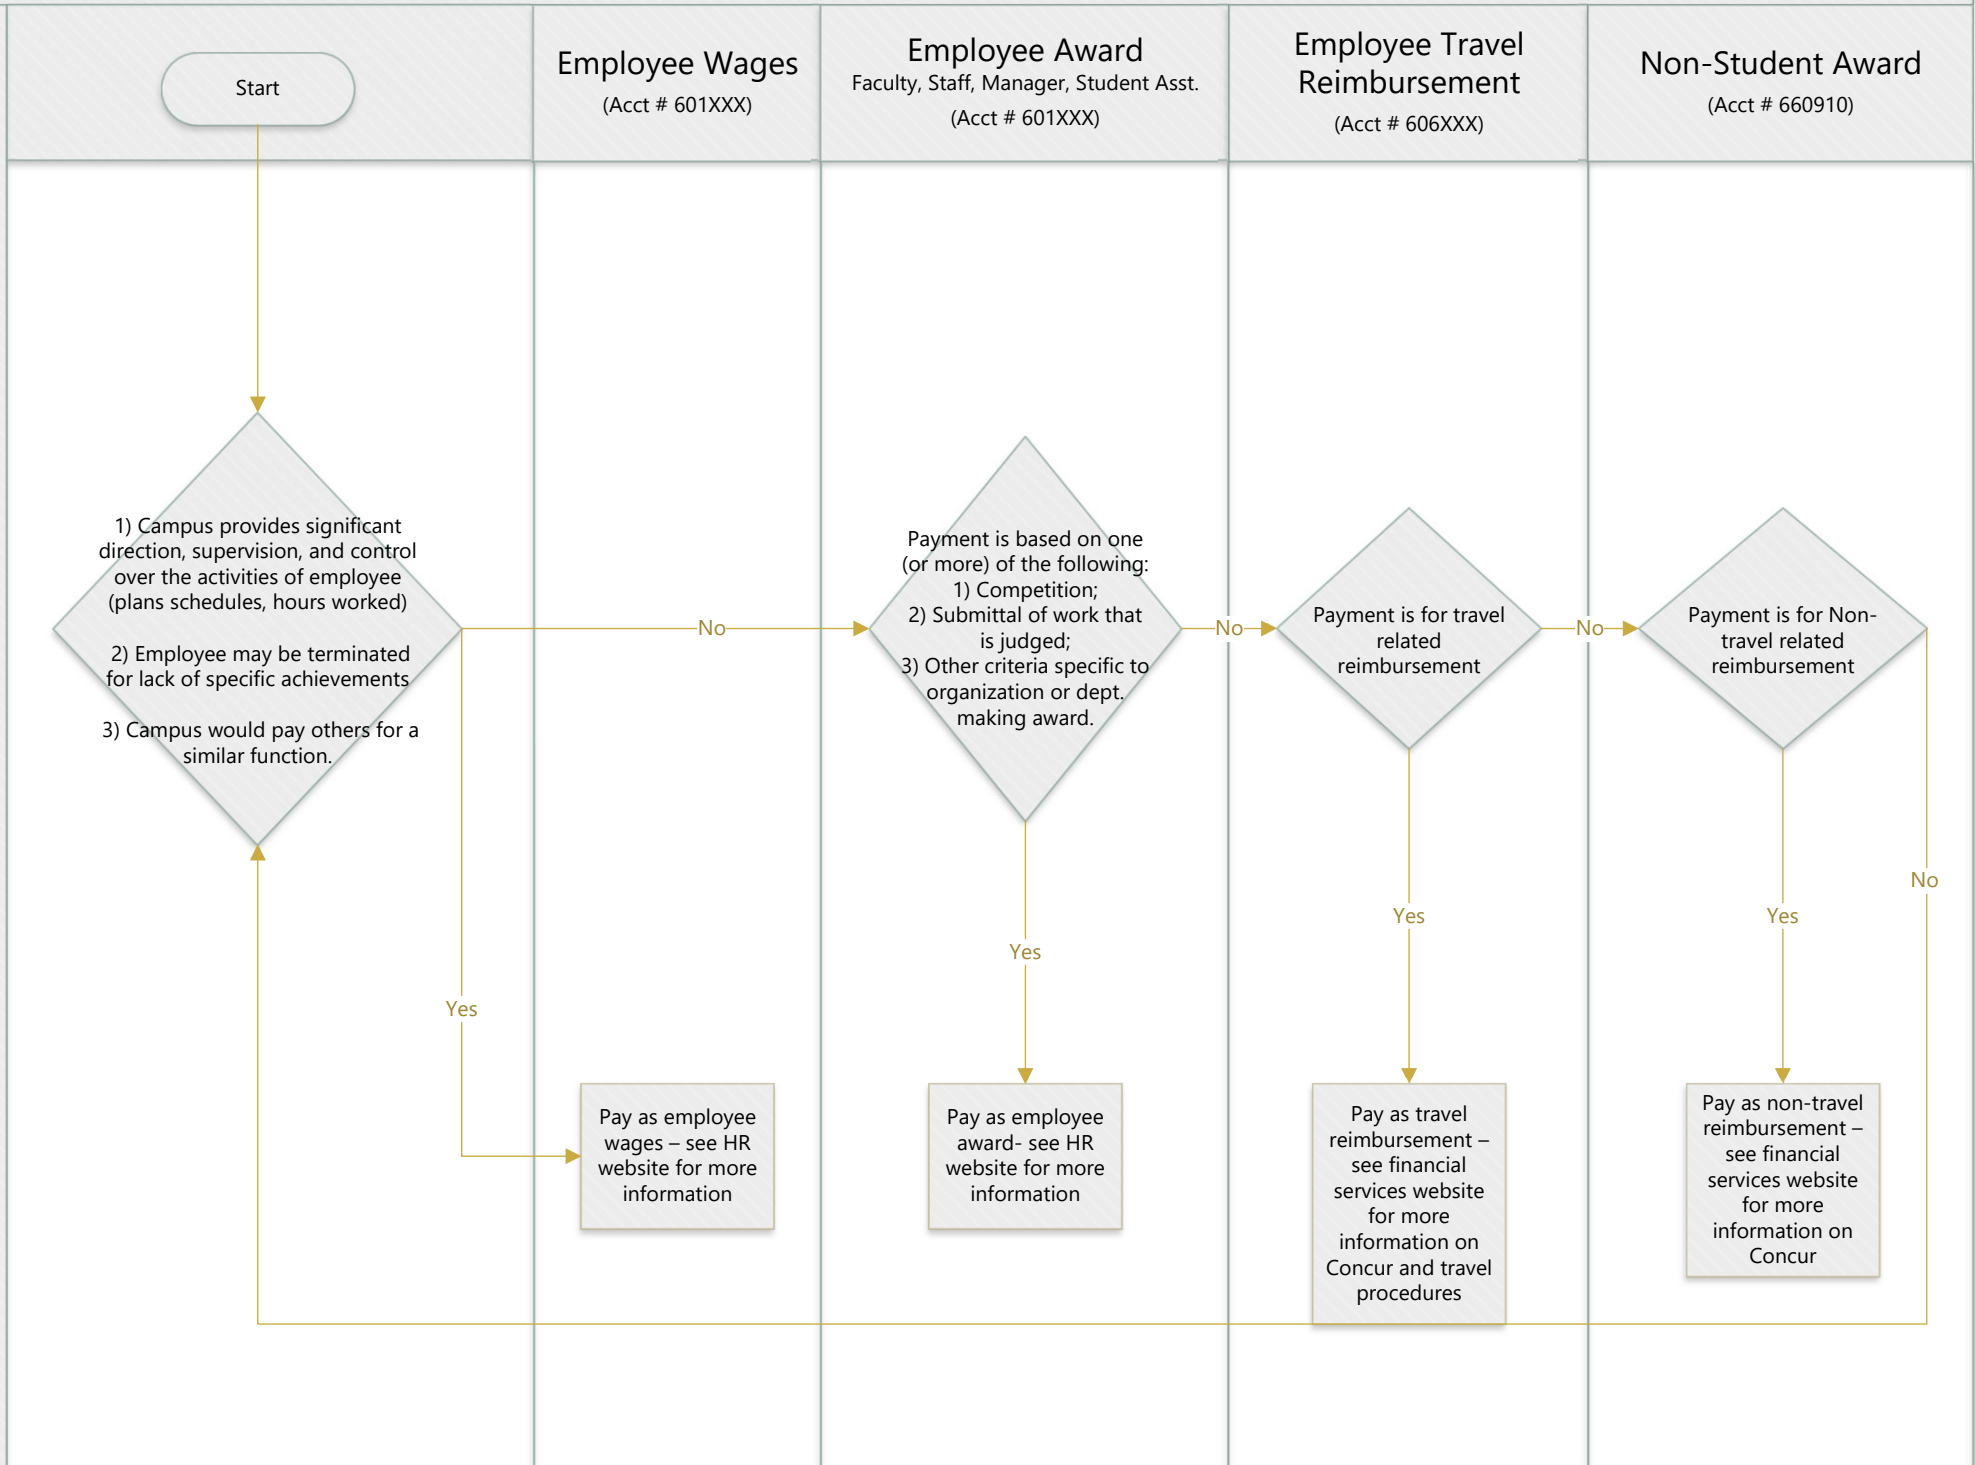 Start
Employee Wages
(Acct # 601XXX)
Employee Award
Faculty, Staff, Manager, Student Asst.
(Acct # 601XXX)
Employee Travel
Reimbursement
(Acct # 606XXX)
Non-Student Award
(Acct # 660910)
1) Campus provides significant
direction, supervision, and control
over the activities of employee
(plans schedules, hours worked)
2) Employee may be terminated
for lack of specific achievements
3) Campus would pay others for a
similar function.
No
Payment is based on one
(or more) of the following:
1) Competition;
2) Submittal of work that
is judged;
3) Other criteria specific to
organization or dept.
making award.
No
Payment is for travel
related
reimbursement
No
Payment is for Non-
travel related
reimbursement
No
Yes
Yes
Yes
Yes
Pay as employee
wages – see HR
website for more
information
Pay as employee
award- see HR
website for more
information
Pay as travel
reimbursement –
see financial
services website
for more
information on
Concur and travel
procedures
Pay as non-travel
reimbursement –
see financial
services website
for more
information on
Concur